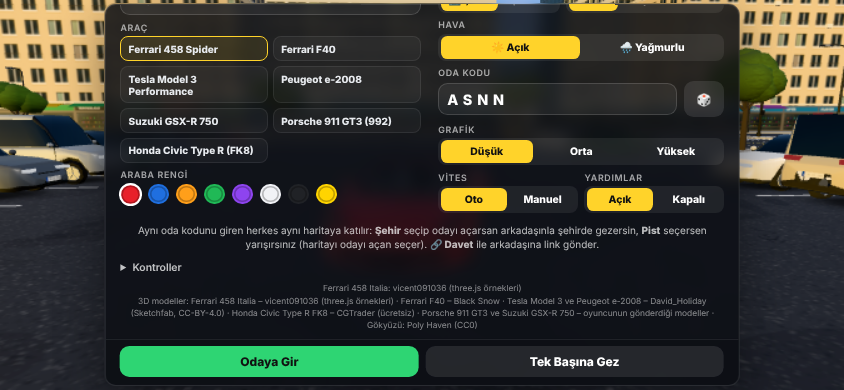 ARAÇ
Ferrari 458 Spider
Ferrari F40
Tesla Model 3
Performance
Peugeot e-2008
Suzuki GSX-R 750
Porsche 911 GT3 (992)
Honda Civic Type R (FK8)
ARABA RENGİ
HAVA
Açık
Yağmurlu
ODA KODU
ASNN
GRAFİK
Düşük
Orta
Yüksek
VİTES
YARDIMLAR
Oto
Manuel
Açık
Kapalı
Aynı oda kodunu giren herkes aynı haritaya katılır: Şehir seçip odayı açarsan arkadaşınla şehirde gezersin, Pist seçersen
yarışırsınız (haritayı odayı açan seçer). 🔗 Davet ile arkadaşına link gönder.
▶ Kontroller
Ferrari 458 Italia: vicent091036 (three.js örnekleri)
3D modeller: Ferrari 458 Italia – vicent091036 (three.js örnekleri) · Ferrari F40 – Black Snow · Tesla Model 3 ve Peugeot e-2008 – David_Holiday
(Sketchfab, CC-BY-4.0) · Honda Civic Type R FK8 – CGTrader (ücretsiz) · Porsche 911 GT3 ve Suzuki GSX-R 750 – oyuncunun gönderdiği modeller ·
Gökyüzü: Poly Haven (CC0)
Odaya Gir
Tek Başına Gez